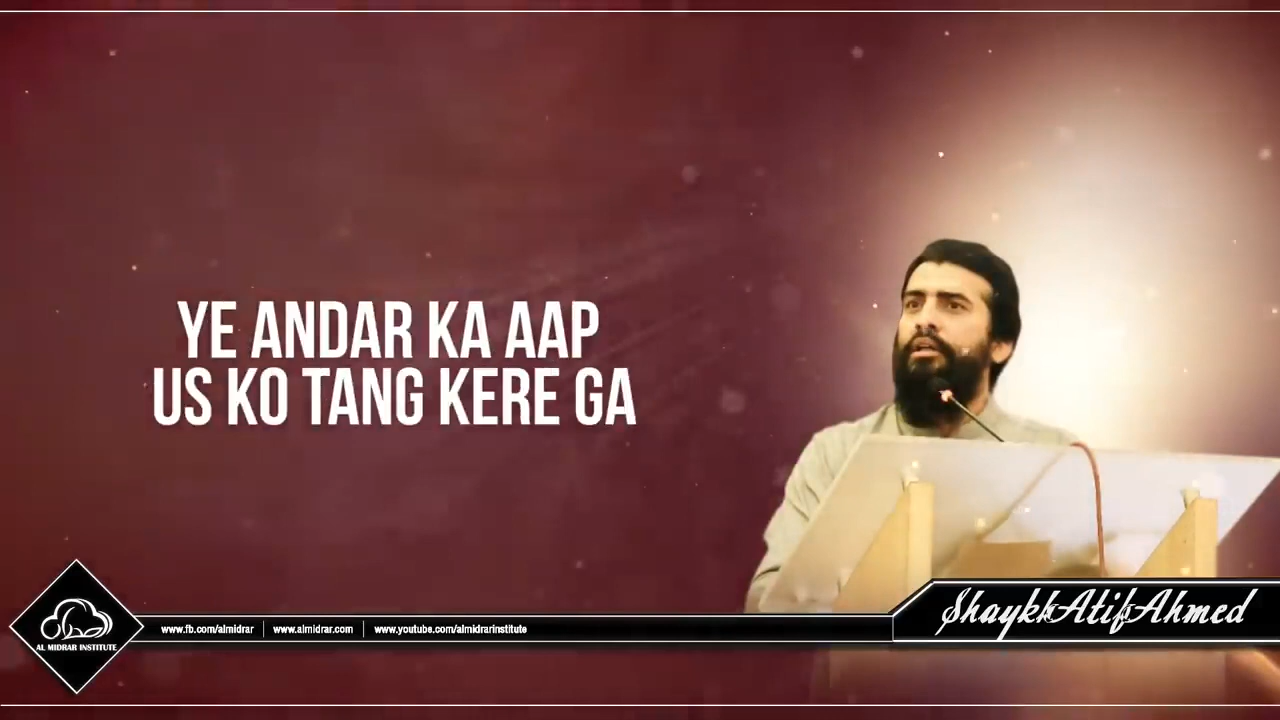 YE ANDAR KA AAP
US KO TANG KERE GA
ShaykhAtifAhmed
www.fb.com/almidrar | www.almidrar.com | www.youtube.com/almidrarinstitute
AL MIDRAR INSTITUTE